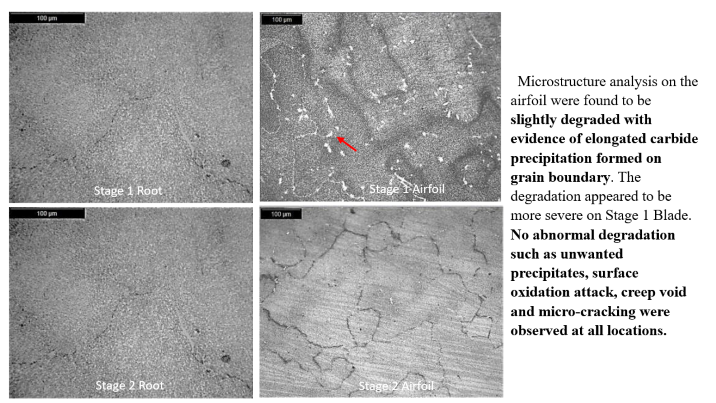 100 µm
100 µm
Stage 1 Root
Stage 1 Airfoil
100 µm
100 µm
Stage 2 Root
Stage 2 Airfoil
Microstructure analysis on the
airfoil were found to be
slightly degraded with
evidence of elongated carbide
precipitation formed on
grain boundary. The
degradation appeared to be
more severe on Stage 1 Blade.
No abnormal degradation
such as unwanted
precipitates, surface
oxidation attack, creep void
and micro-cracking were
observed at all locations.